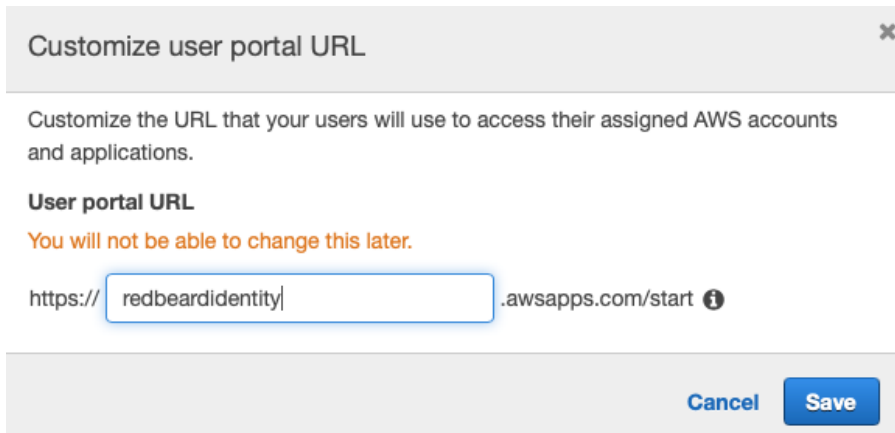 Customize user portal URL
Customize the URL that your users will use to access their assigned AWS accounts
and applications.
User portal URL
You will not be able to change this later.
https:// redbeardidentity .awsapps.com/start
Cancel Save